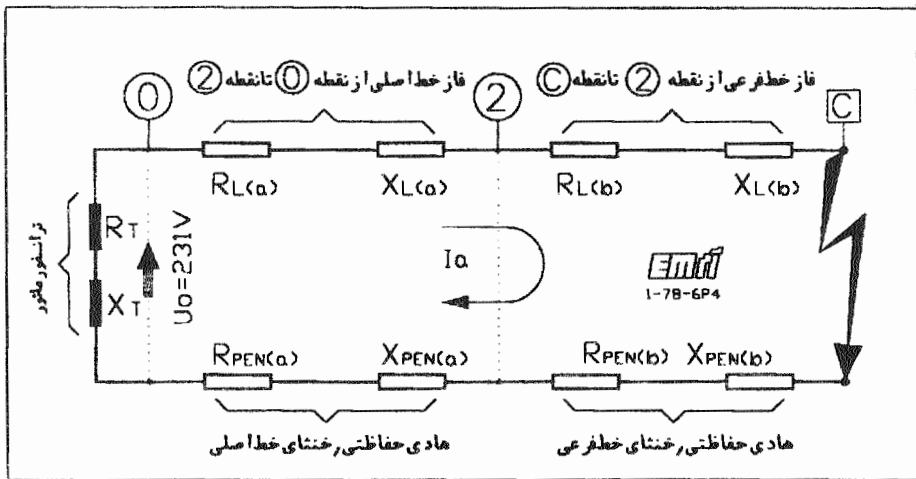 فاز خط اصلی از نقطه 0 تا نقطه 2
فاز خط فرعی از نقطه 2 تا نقطه C
0
2
C
RL(a)
XL(a)
RL(b)
XL(b)
ترانسفورماتور
RT
XT
Uo=231V
Ia
EMrI
1-78-6P4
RPEN(a)
XPEN(a)
RPEN(b)
XPEN(b)
هادی حفاظتی, خنثای خط اصلی
هادی حفاظتی, خنثای خط فرعی